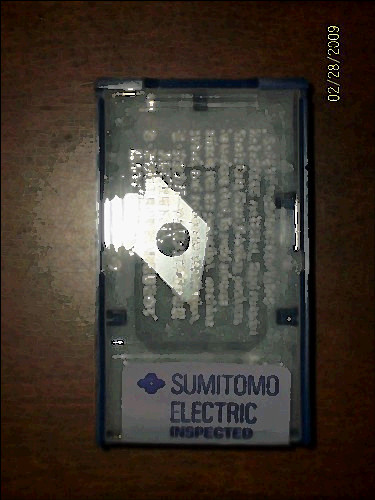 02/28/2009
SUMITOMO
ELECTRIC
INSPECTED